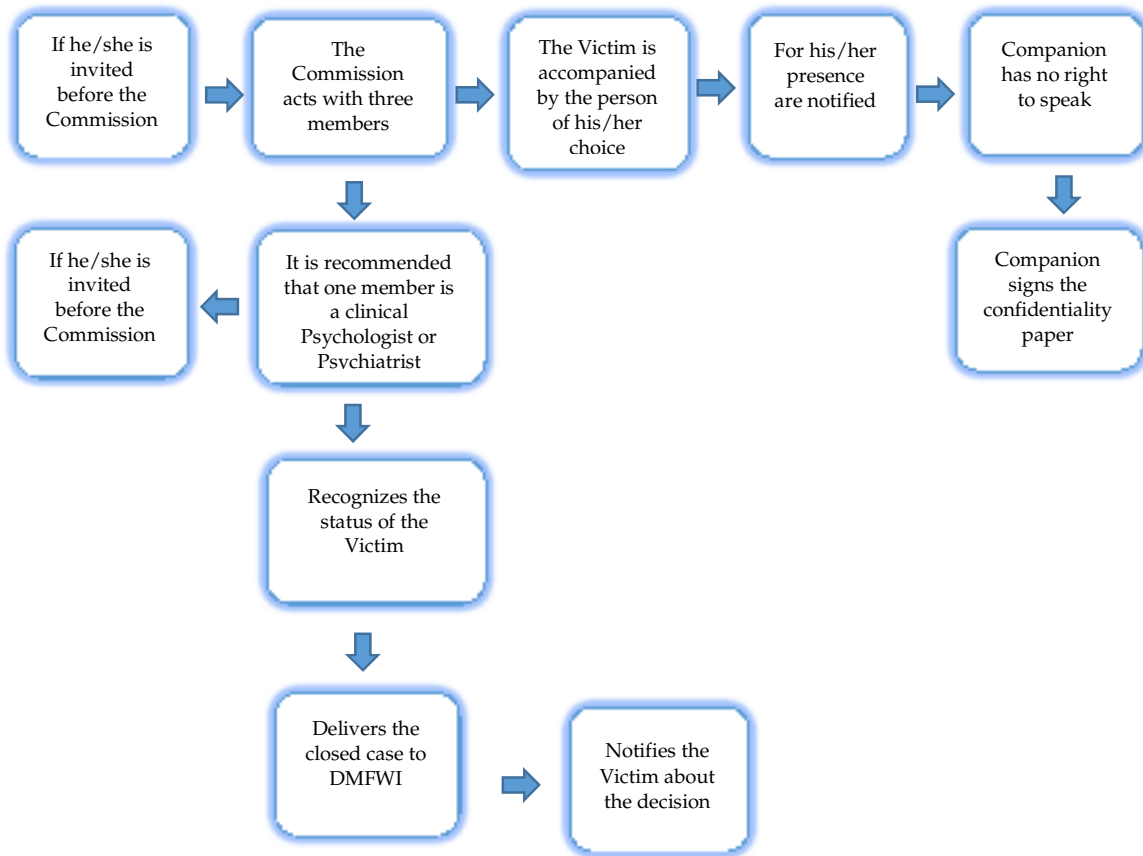 If he/she is
invited
before the
Commission
The
Commission
acts with three
members
The Victim is
accompanied
by the person
of his/her
choice
For his/her
presence
are notified
Companion
has no right
to speak
If he/she is
invited
before the
Commission
It is recommended
that one member is
a clinical
Psychologist or
Psychiatrist
Companion
signs the
confidentiality
paper
Recognizes the
status of the
Victim
Delivers the
closed case to
DMFWI
Notifies the
Victim about
the decision